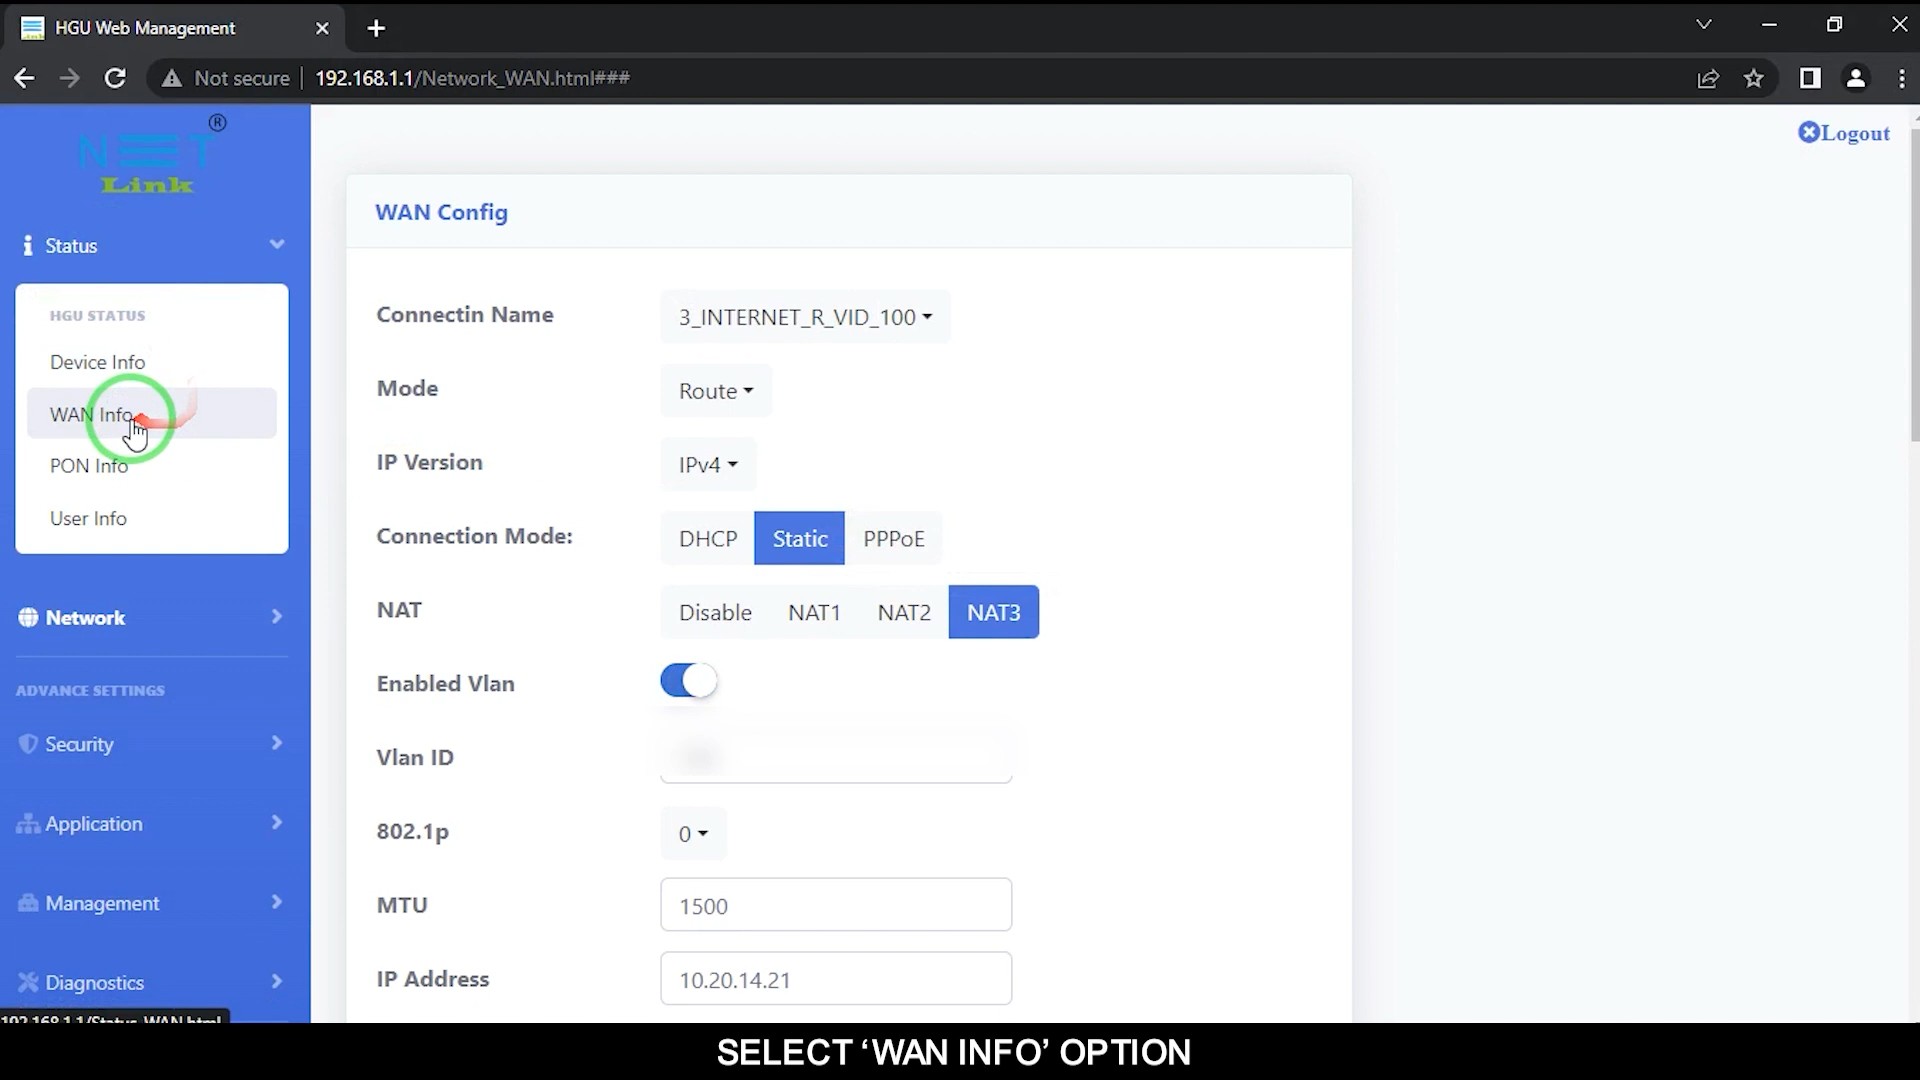 HGU Web Management
Not secure
192.168.1.1/Network_WAN.html###
Logout
NET
®
Link
Status
HGU STATUS
Device Info
WAN Info
PON Info
User Info
Network
ADVANCE SETTINGS
Security
Application
Management
Diagnostics
192.168.1.1/Status_WAN.html
WAN Config
Connectin Name 3_INTERNET_R_VID_100
Mode Route
IP Version IPv4
Connection Mode: DHCP Static PPPoE
NAT Disable NAT1 NAT2 NAT3
Enabled Vlan
Vlan ID
802.1p 0
MTU 1500
IP Address 10.20.14.21
SELECT ‘WAN INFO’ OPTION